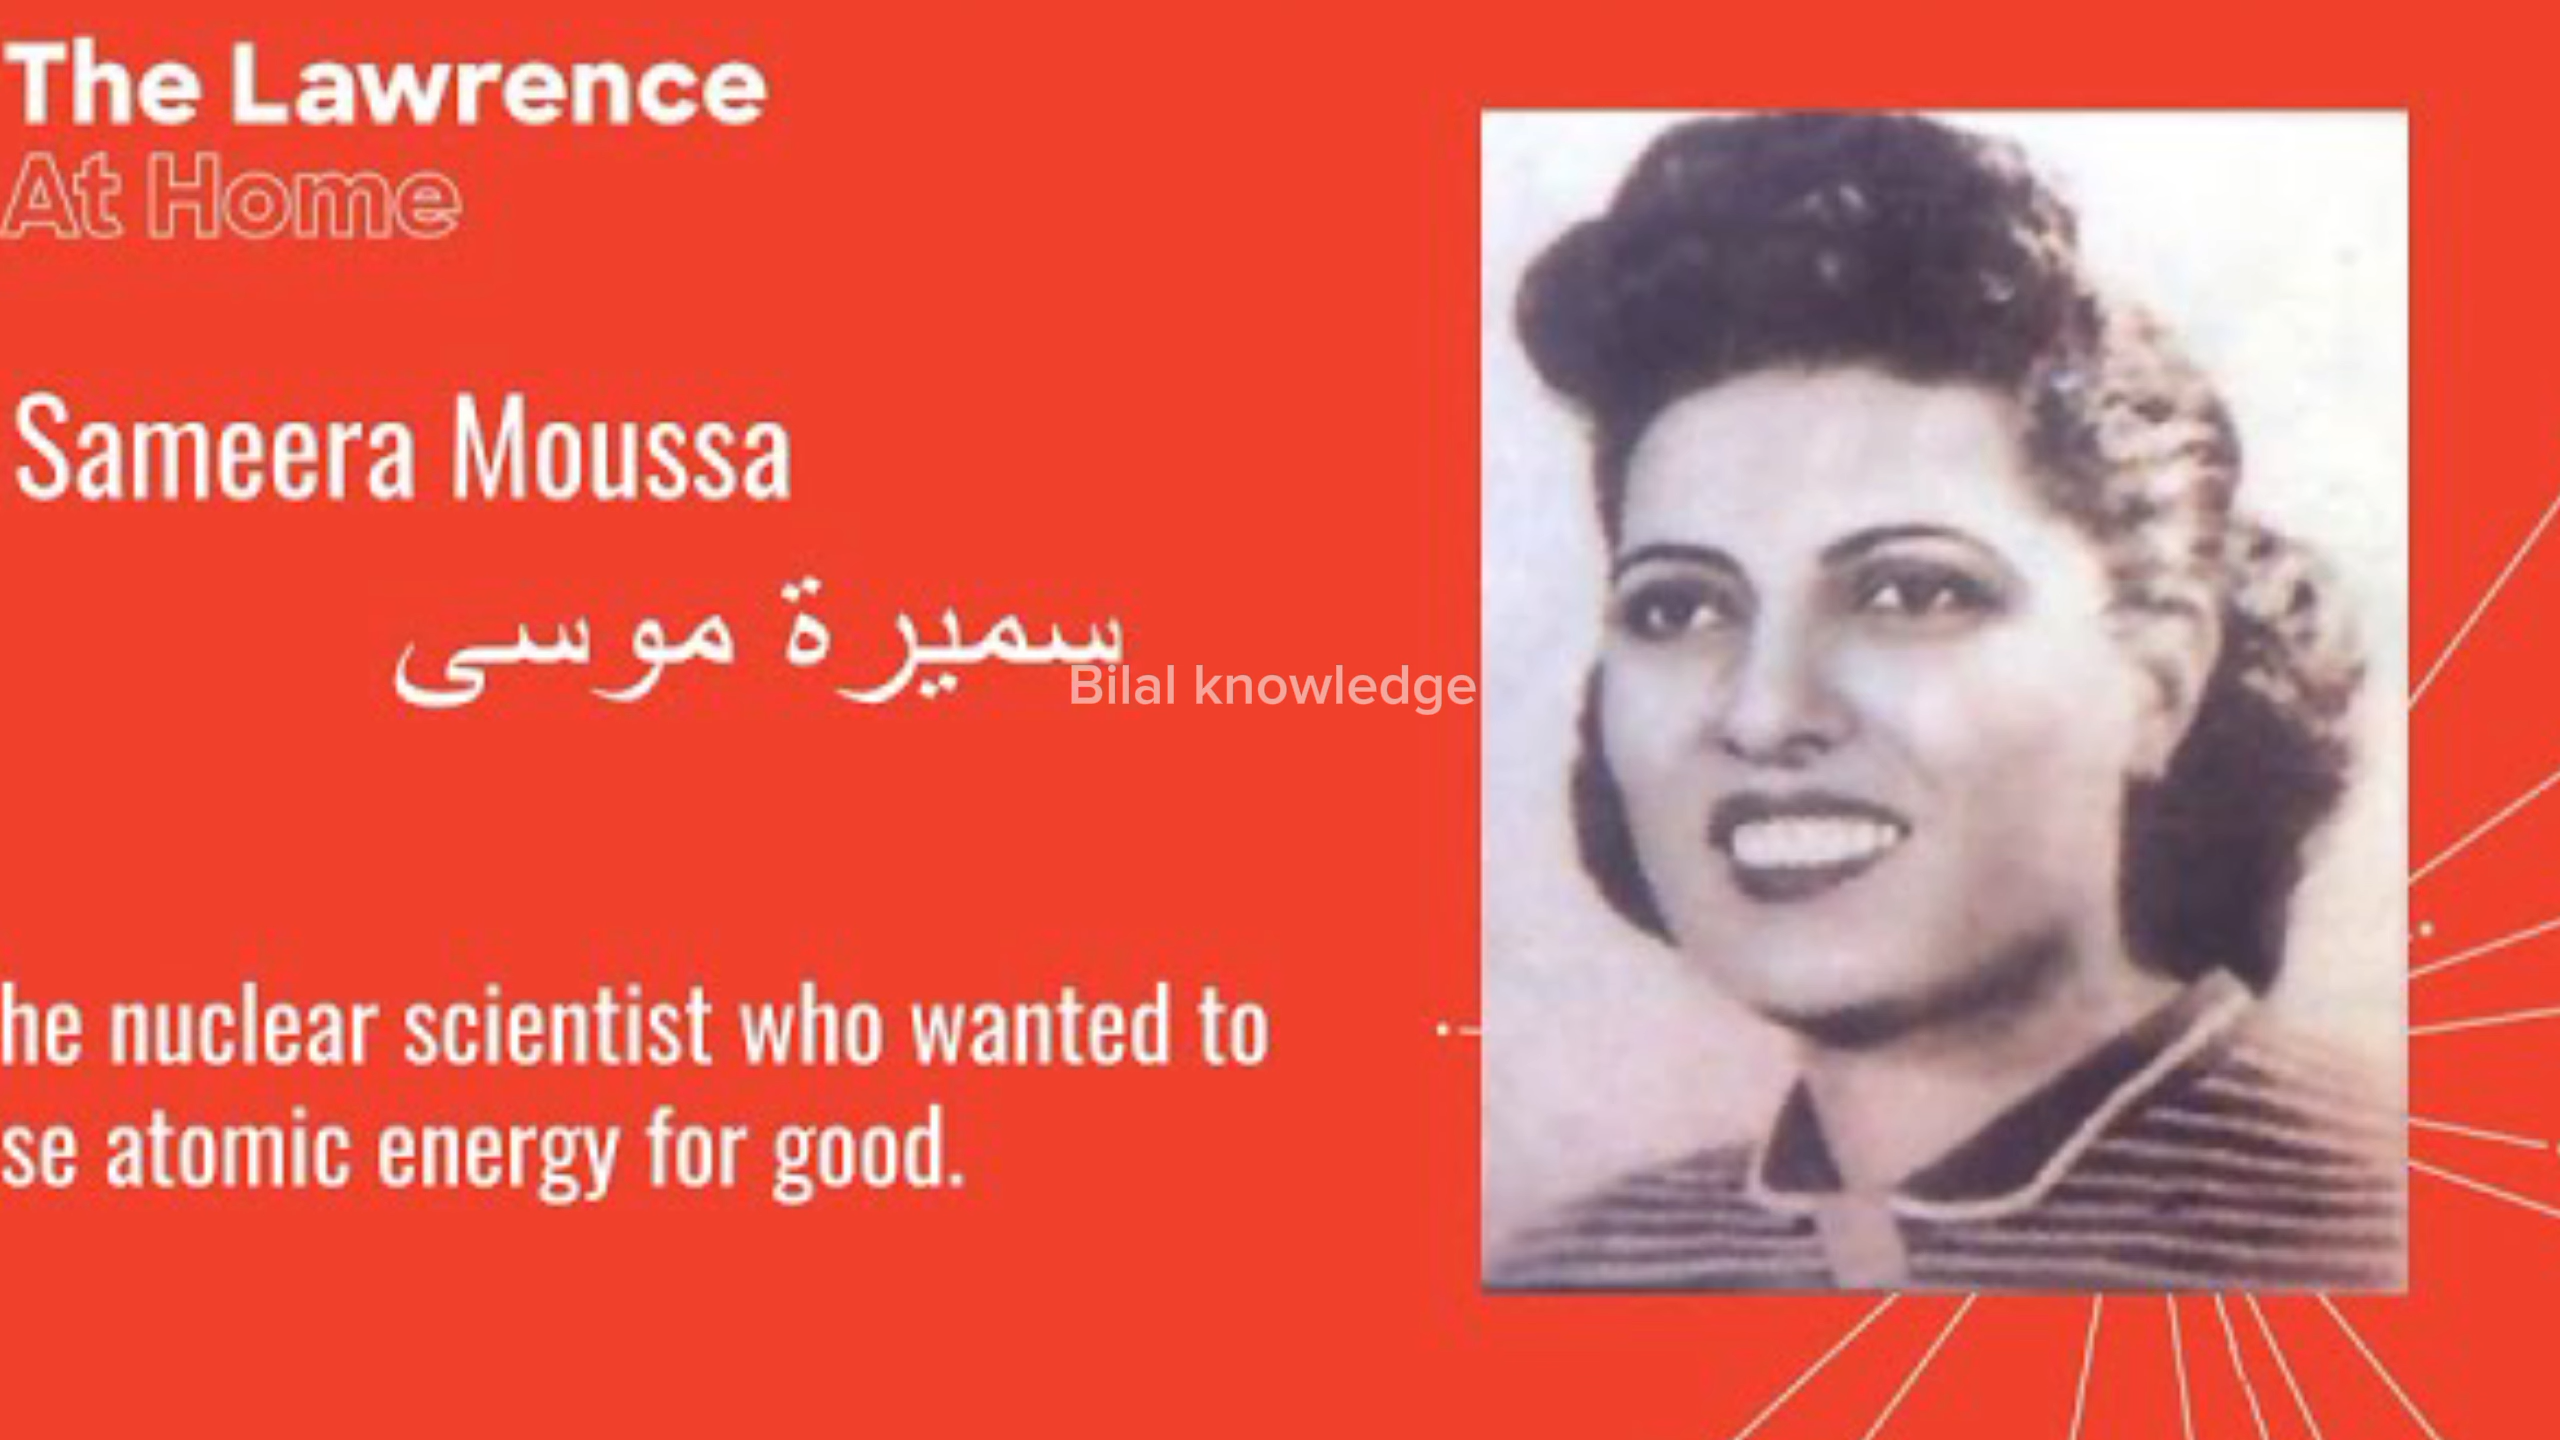 The Lawrence
At Home
Sameera Moussa
سميرة موسى
Bilal knowledge
he nuclear scientist who wanted to
se atomic energy for good.